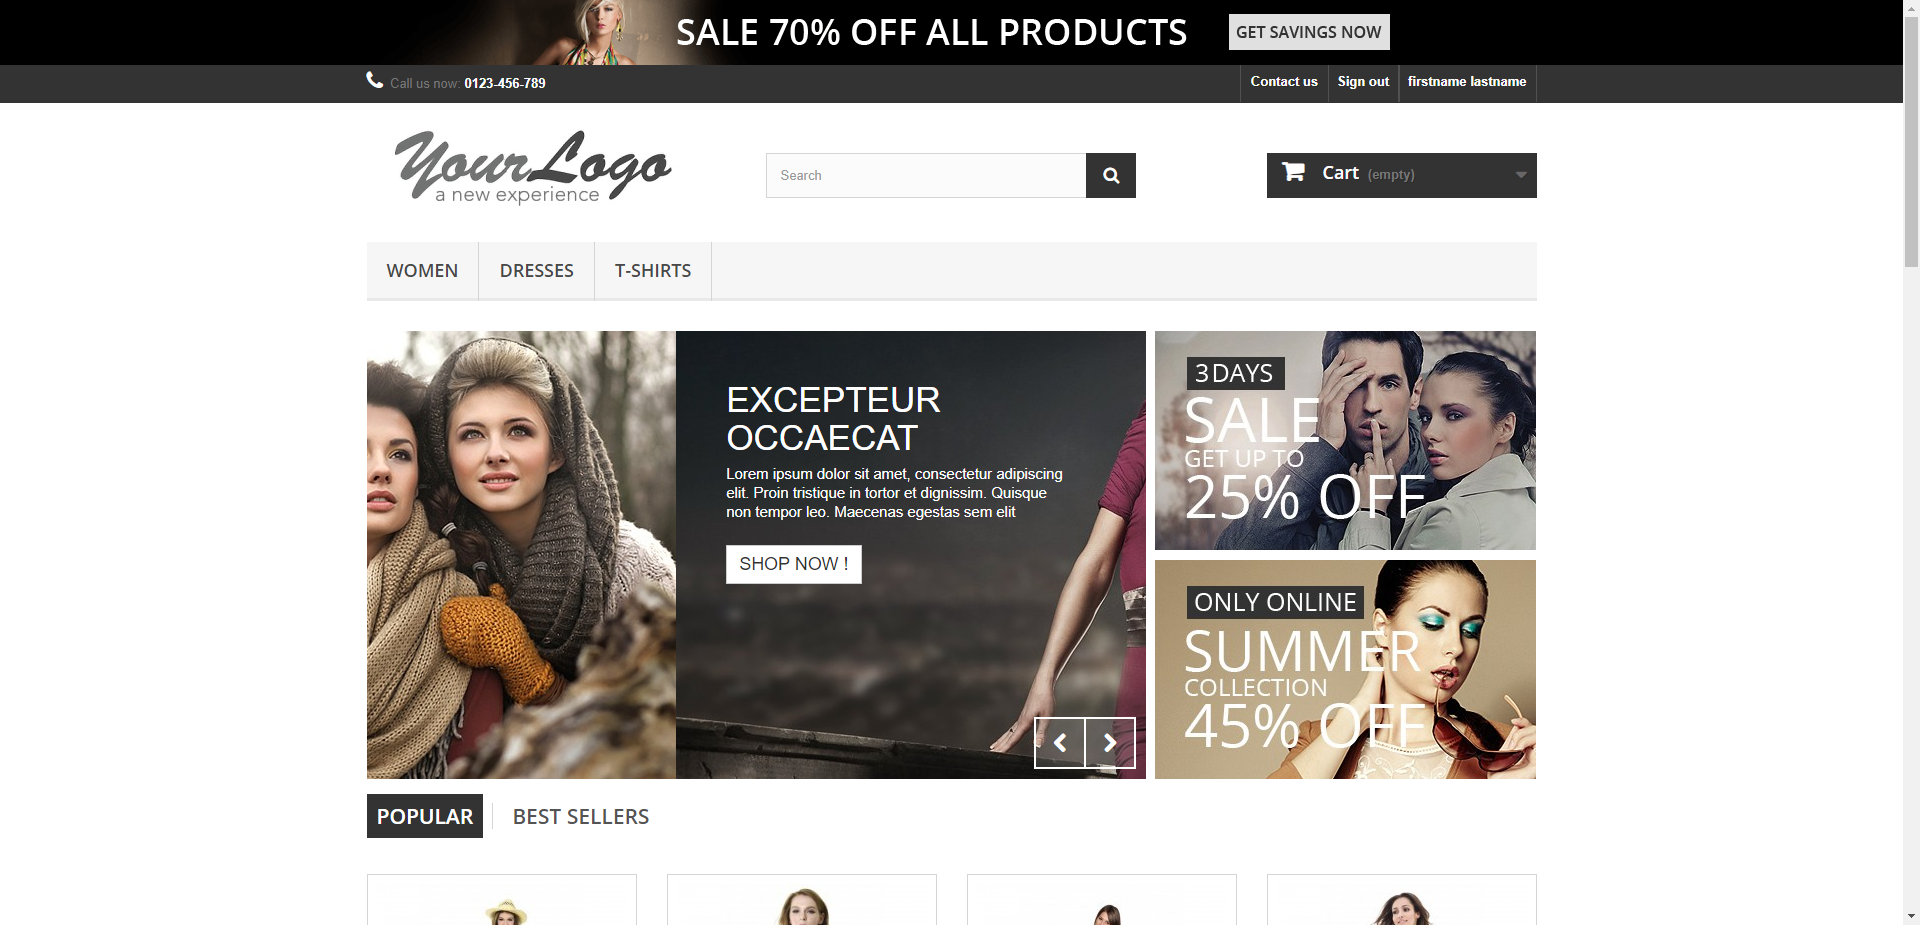 SALE 70% OFF ALL PRODUCTS
GET SAVINGS NOW
Call us now: 0123-456-789
Contact us
Sign out
firstname lastname
YourLogo
a new experience
Search
Cart (empty)
WOMEN
DRESSES
T-SHIRTS
EXCEPTEUR
OCCAECAT
Lorem ipsum dolor sit amet, consectetur adipiscing
elit. Proin tristique in tortor et dignissim. Quisque
non tempor leo. Maecenas egestas sem elit
SHOP NOW !
3DAYS
SALE
GET UP TO
25% OFF
ONLY ONLINE
SUMMER
COLLECTION
45% OFF
POPULAR
BEST SELLERS